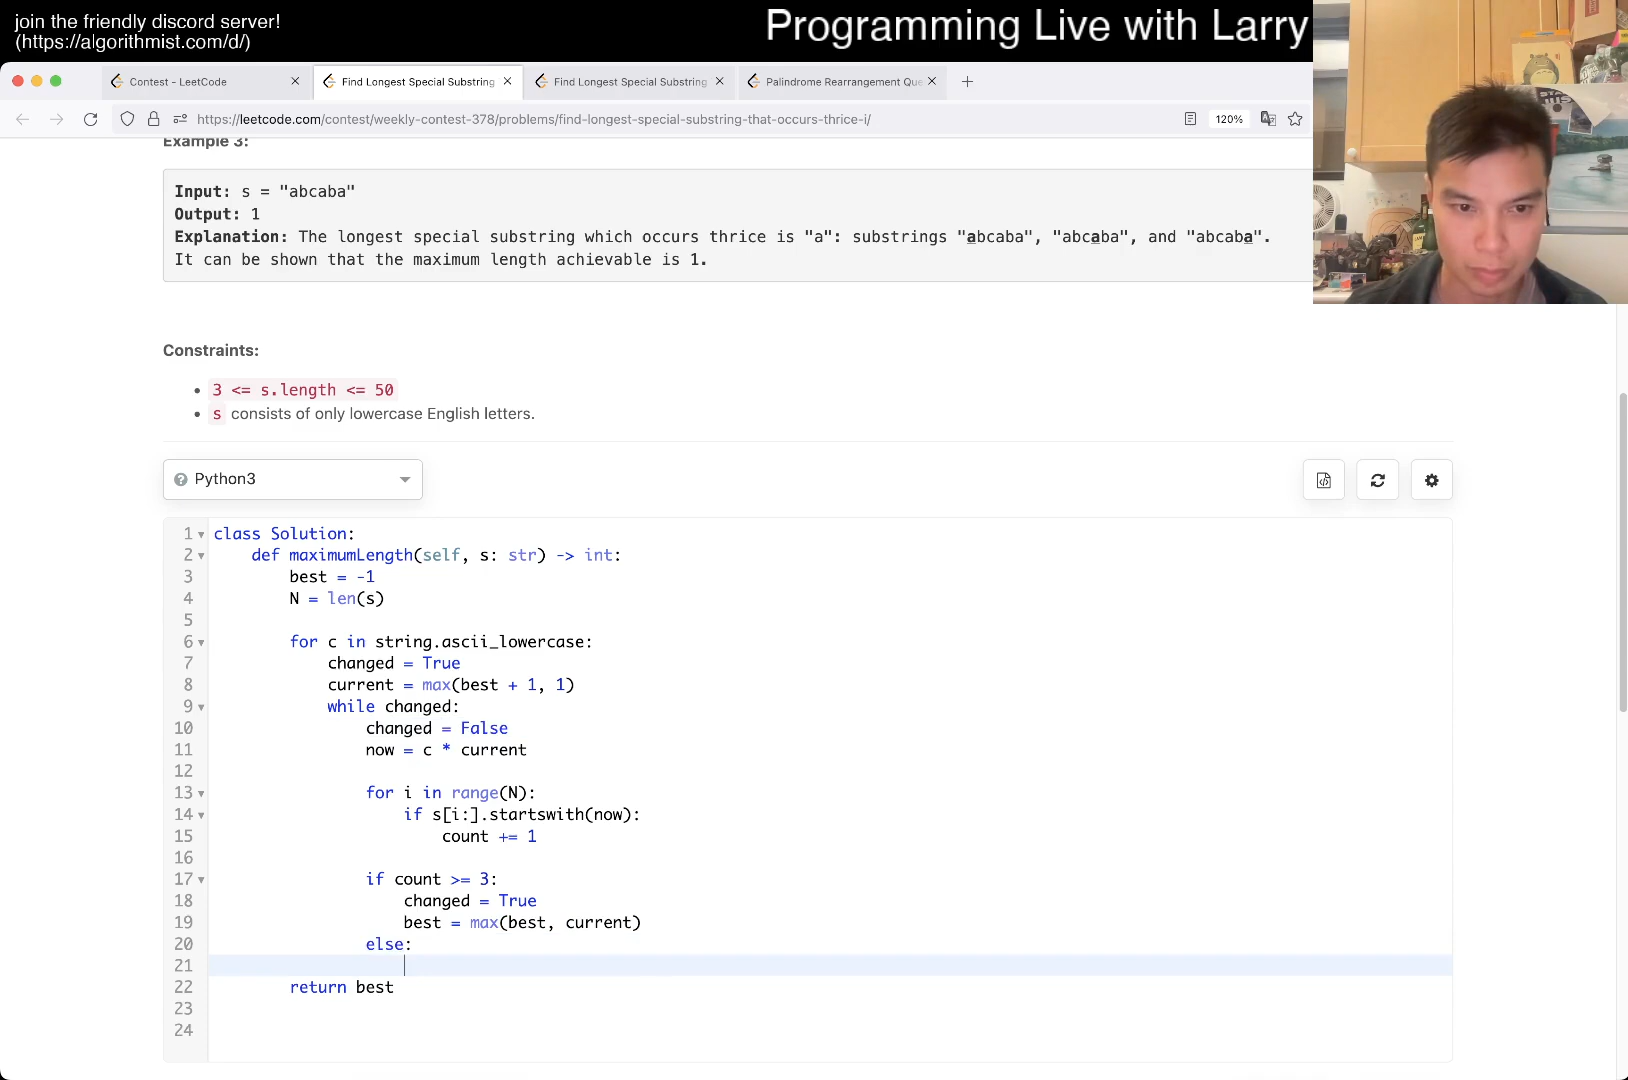 join the friendly discord server!
(https://algorithmist.com/d/)
Programming Live with Larry
Contest - LeetCode
Find Longest Special Substring
Find Longest Special Substring
Palindrome Rearrangement Que
https://leetcode.com/contest/weekly-contest-378/problems/find-longest-special-substring-that-occurs-thrice-i/
120%
Example 3:
Input: s = "abcaba"
Output: 1
Explanation: The longest special substring which occurs thrice is "a": substrings "abcaba", "abcaba", and "abcaba".
It can be shown that the maximum length achievable is 1.
Constraints:
3 <= s.length <= 50
s consists of only lowercase English letters.
Python3
1 class Solution:
2     def maximumLength(self, s: str) -> int:
3         best = -1
4         N = len(s)
5
6         for c in string.ascii_lowercase:
7             changed = True
8             current = max(best + 1, 1)
9             while changed:
10                 changed = False
11                 now = c * current
12
13                 for i in range(N):
14                     if s[i:].startswith(now):
15                         count += 1
16
17                 if count >= 3:
18                     changed = True
19                     best = max(best, current)
20                 else:
21
22         return best
23
24